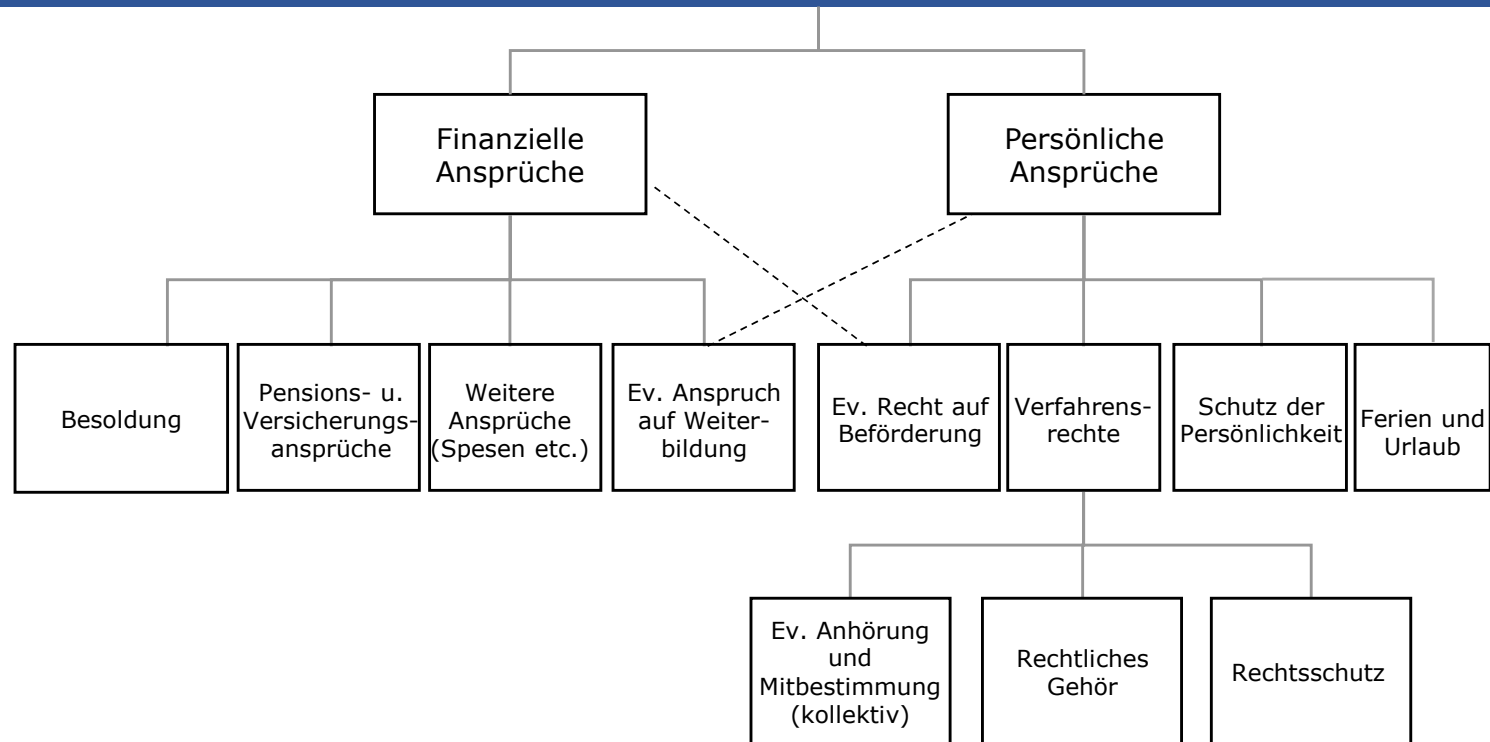 Finanzielle
Ansprüche
Persönliche
Ansprüche
Besoldung
Pensions- u.
Versicherungs-
ansprüche
Weitere
Ansprüche
(Spesen etc.)
Ev. Anspruch
auf Weiter-
bildung
Ev. Recht auf
Beförderung
Verfahrens-
rechte
Schutz der
Persönlichkeit
Ferien und
Urlaub
Ev. Anhörung
und
Mitbestimmung
(kollektiv)
Rechtliches
Gehör
Rechtsschutz